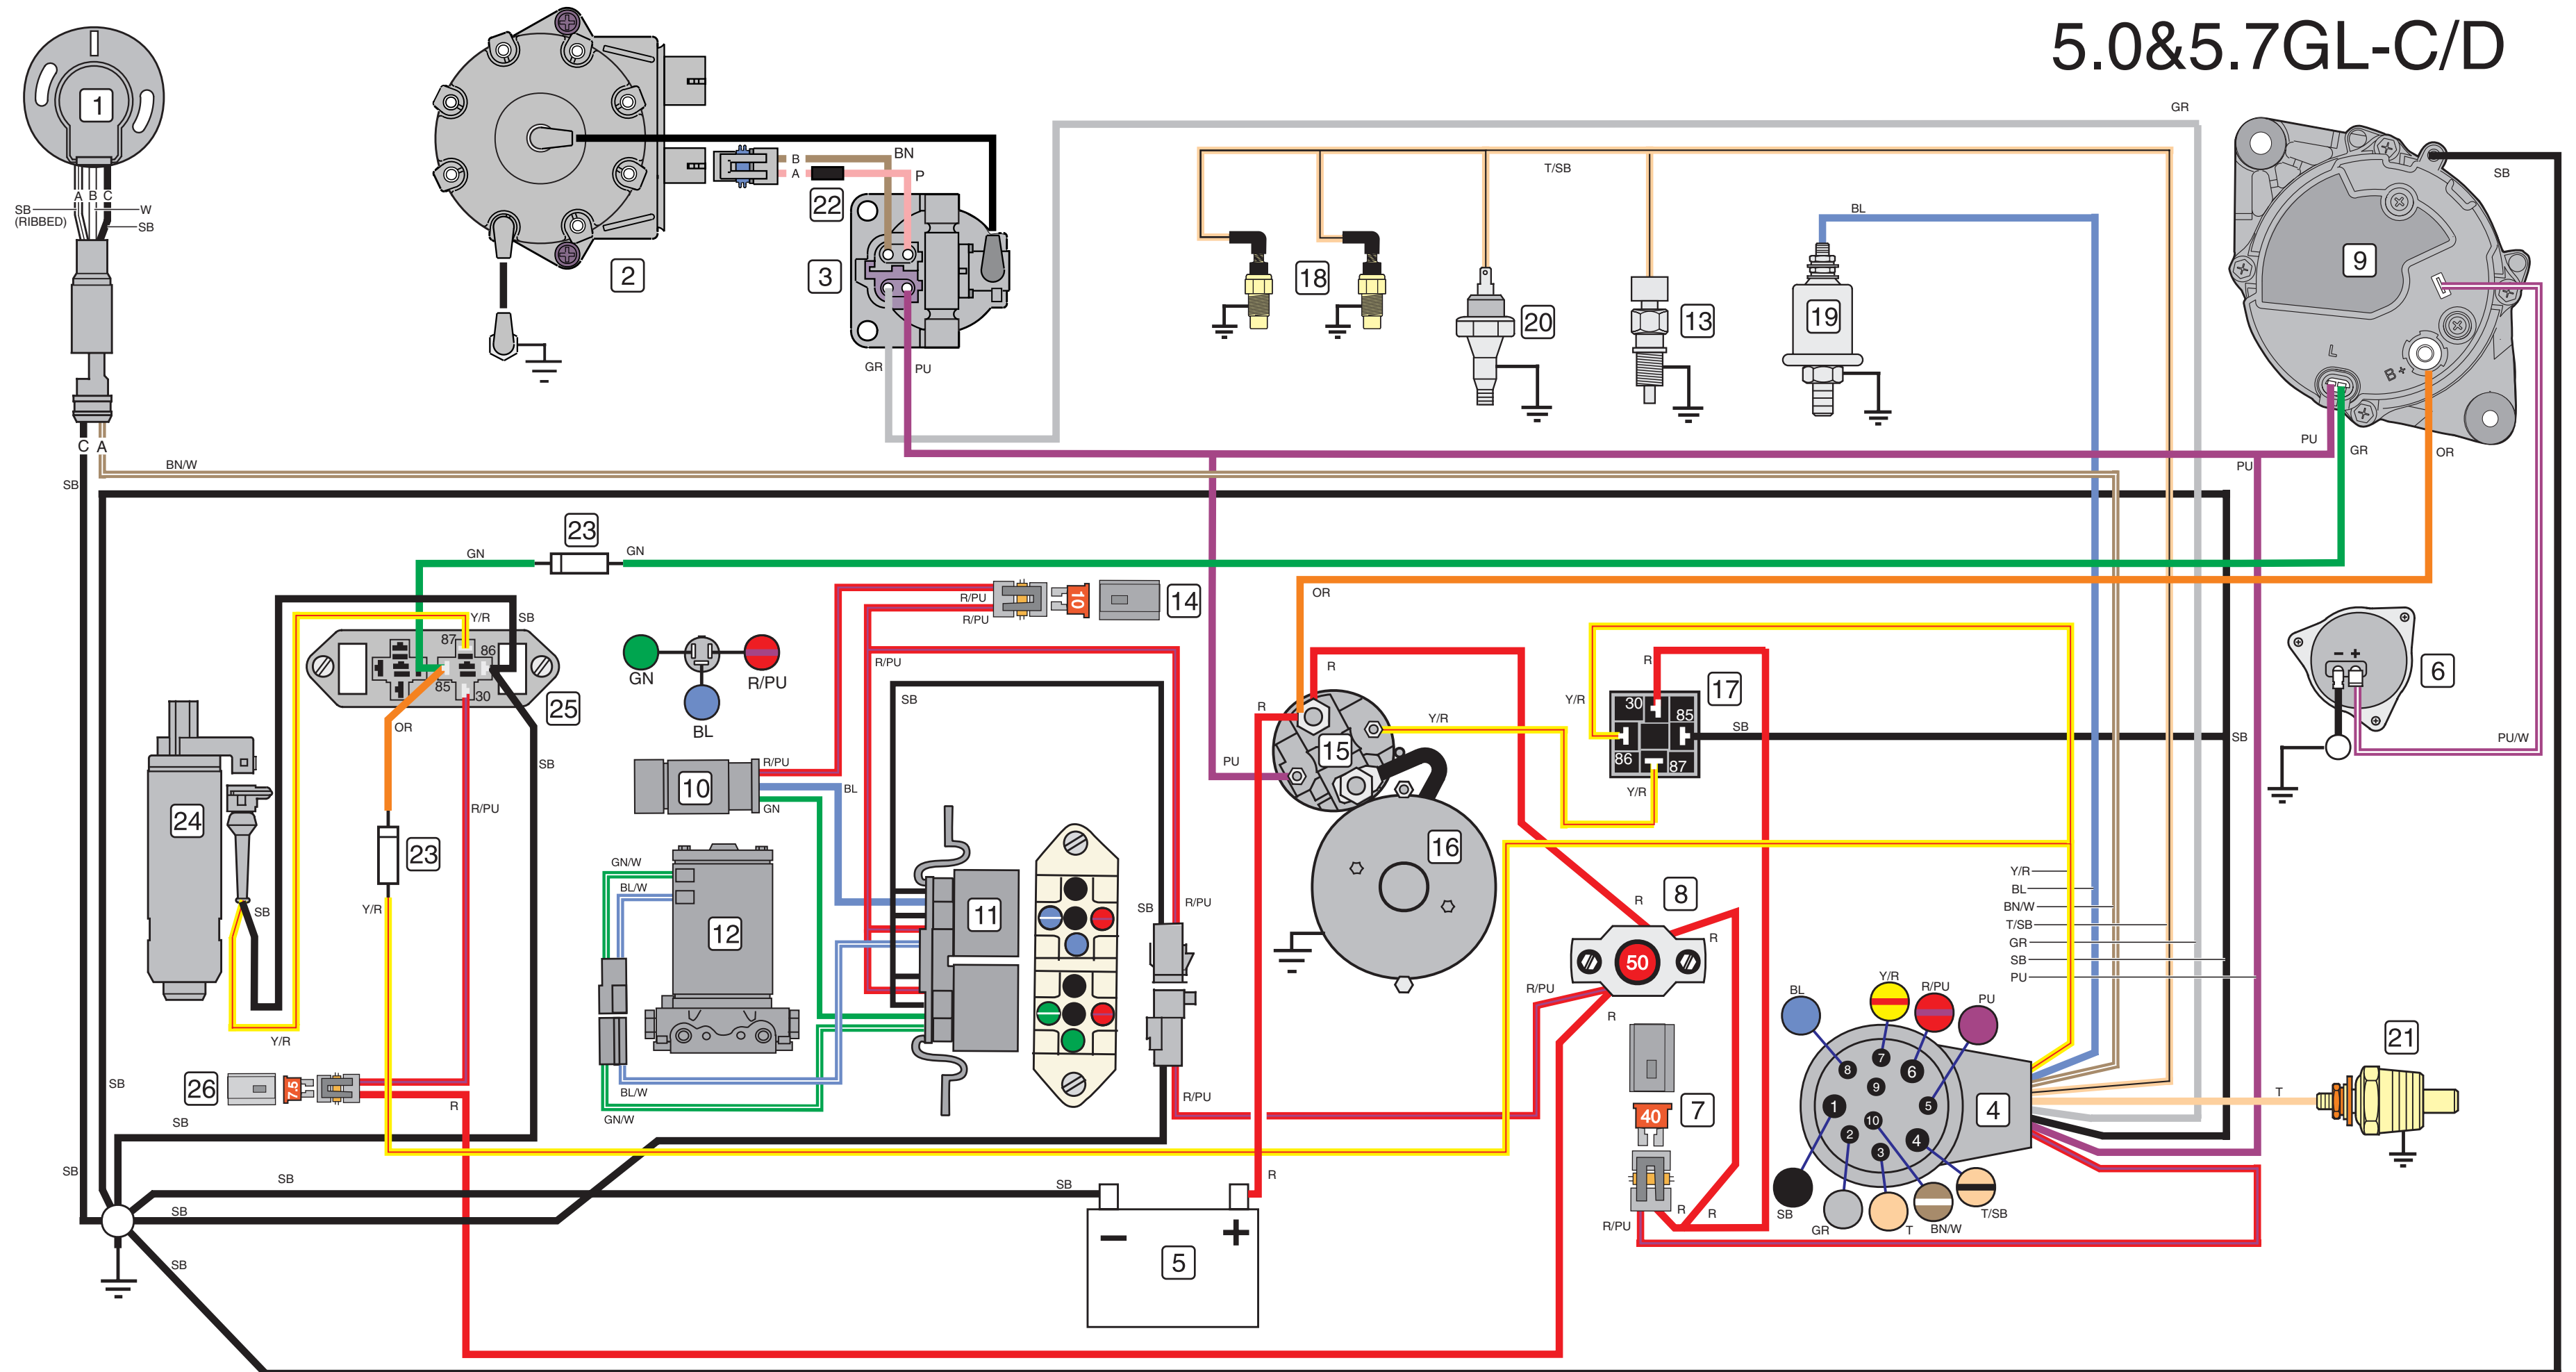 5.0&5.7GL-C/D
1
A B C
SB
(RIBBED)
W
SB
C A
SB
BN/W
2
B
A
BN
P
22
3
GR
PU
GR
T/SB
18
20
13
BL
19
9
L
B+
SB
PU
GR
OR
PU
GN
23
GN
Y/R
SB
87
86
85
30
25
OR
SB
R/PU
24
SB
Y/R
23
Y/R
26
7.5
R
SB
SB
SB
SB
SB
SB
SB
SB
SB
R/PU
R/PU
10
14
GN
R/PU
BL
R/PU
SB
10
R/PU
BL
GN
GN/W
BL/W
12
BL/W
GN/W
11
SB
R/PU
R/PU
OR
R
R
15
Y/R
PU
16
R
Y/R
30
85
86
87
17
SB
Y/R
SB
6
- +
PU/W
8
R
R
50
R/PU
R
40
7
R/PU
R
R
R
5
− +
Y/R
BL
BN/W
T/SB
GR
SB
PU
BL
Y/R
R/PU
PU
7
8
6
9
1
5
10
2
4
3
4
SB
GR
T
BN/W
T/SB
T
21